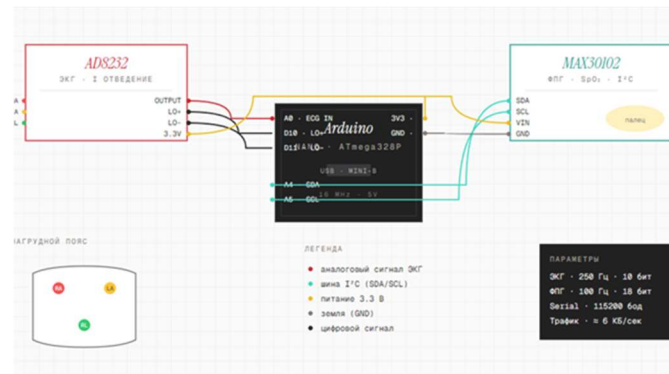 AD8232
ЭКГ · I ОТВЕДЕНИЕ
OUTPUT
LO+
LO-
3.3V
Arduino
NANO · ATmega328P
A0 · ECG IN
D10 · LO+
D11 · LO-
3V3 ·
GND ·
USB · MINI-B
A4 · SDA
A5 · SCL
16 MHz · 5V
MAX30102
ФПГ · SpO₂ · I²C
SDA
SCL
VIN
GND
палец
НАГРУДНОЙ ПОЯС
RA
LA
RL
ЛЕГЕНДА
аналоговый сигнал ЭКГ
шина I²C (SDA/SCL)
питание 3.3 В
земля (GND)
цифровой сигнал
ПАРАМЕТРЫ
ЭКГ · 250 Гц · 10 бит
ФПГ · 100 Гц · 18 бит
Serial · 115200 бод
Трафик · ≈ 6 КБ/сек